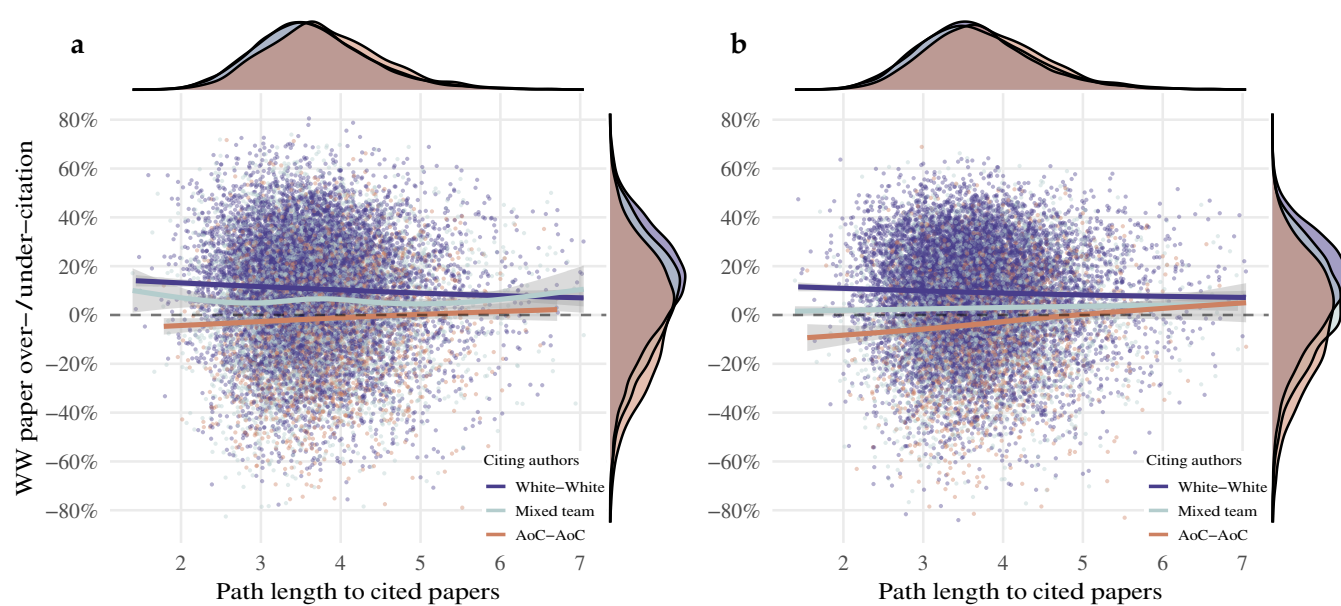 a
b
WW paper over−/under−citation
80%
60%
40%
20%
0%
−20%
−40%
−60%
−80%
Citing authors
White−White
Mixed team
AoC−AoC
2 3 4 5 6 7
Path length to cited papers
80%
60%
40%
20%
0%
−20%
−40%
−60%
−80%
Citing authors
White−White
Mixed team
AoC−AoC
2 3 4 5 6 7
Path length to cited papers